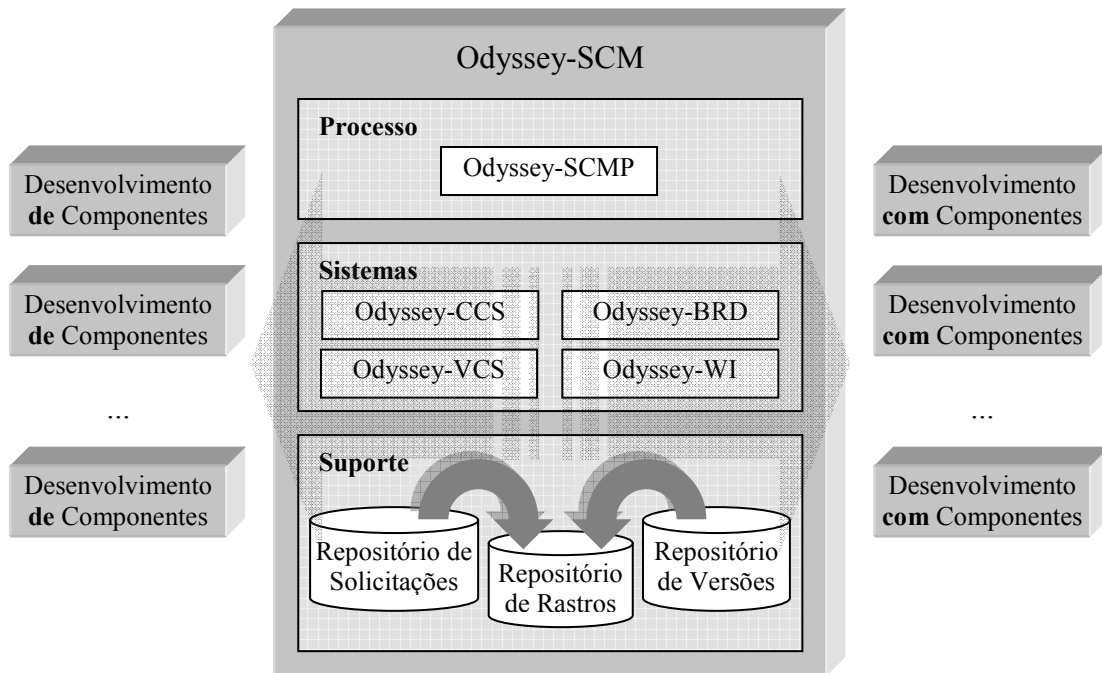 Odyssey-SCM
Processo
Odyssey-SCMP
Sistemas
Odyssey-CCS
Odyssey-BRD
Odyssey-VCS
Odyssey-WI
Suporte
Repositório de
Solicitações
Repositório
de Rastros
Repositório
de Versões
Desenvolvimento
de Componentes
Desenvolvimento
de Componentes
...
Desenvolvimento
de Componentes
Desenvolvimento
com Componentes
Desenvolvimento
com Componentes
...
Desenvolvimento
com Componentes